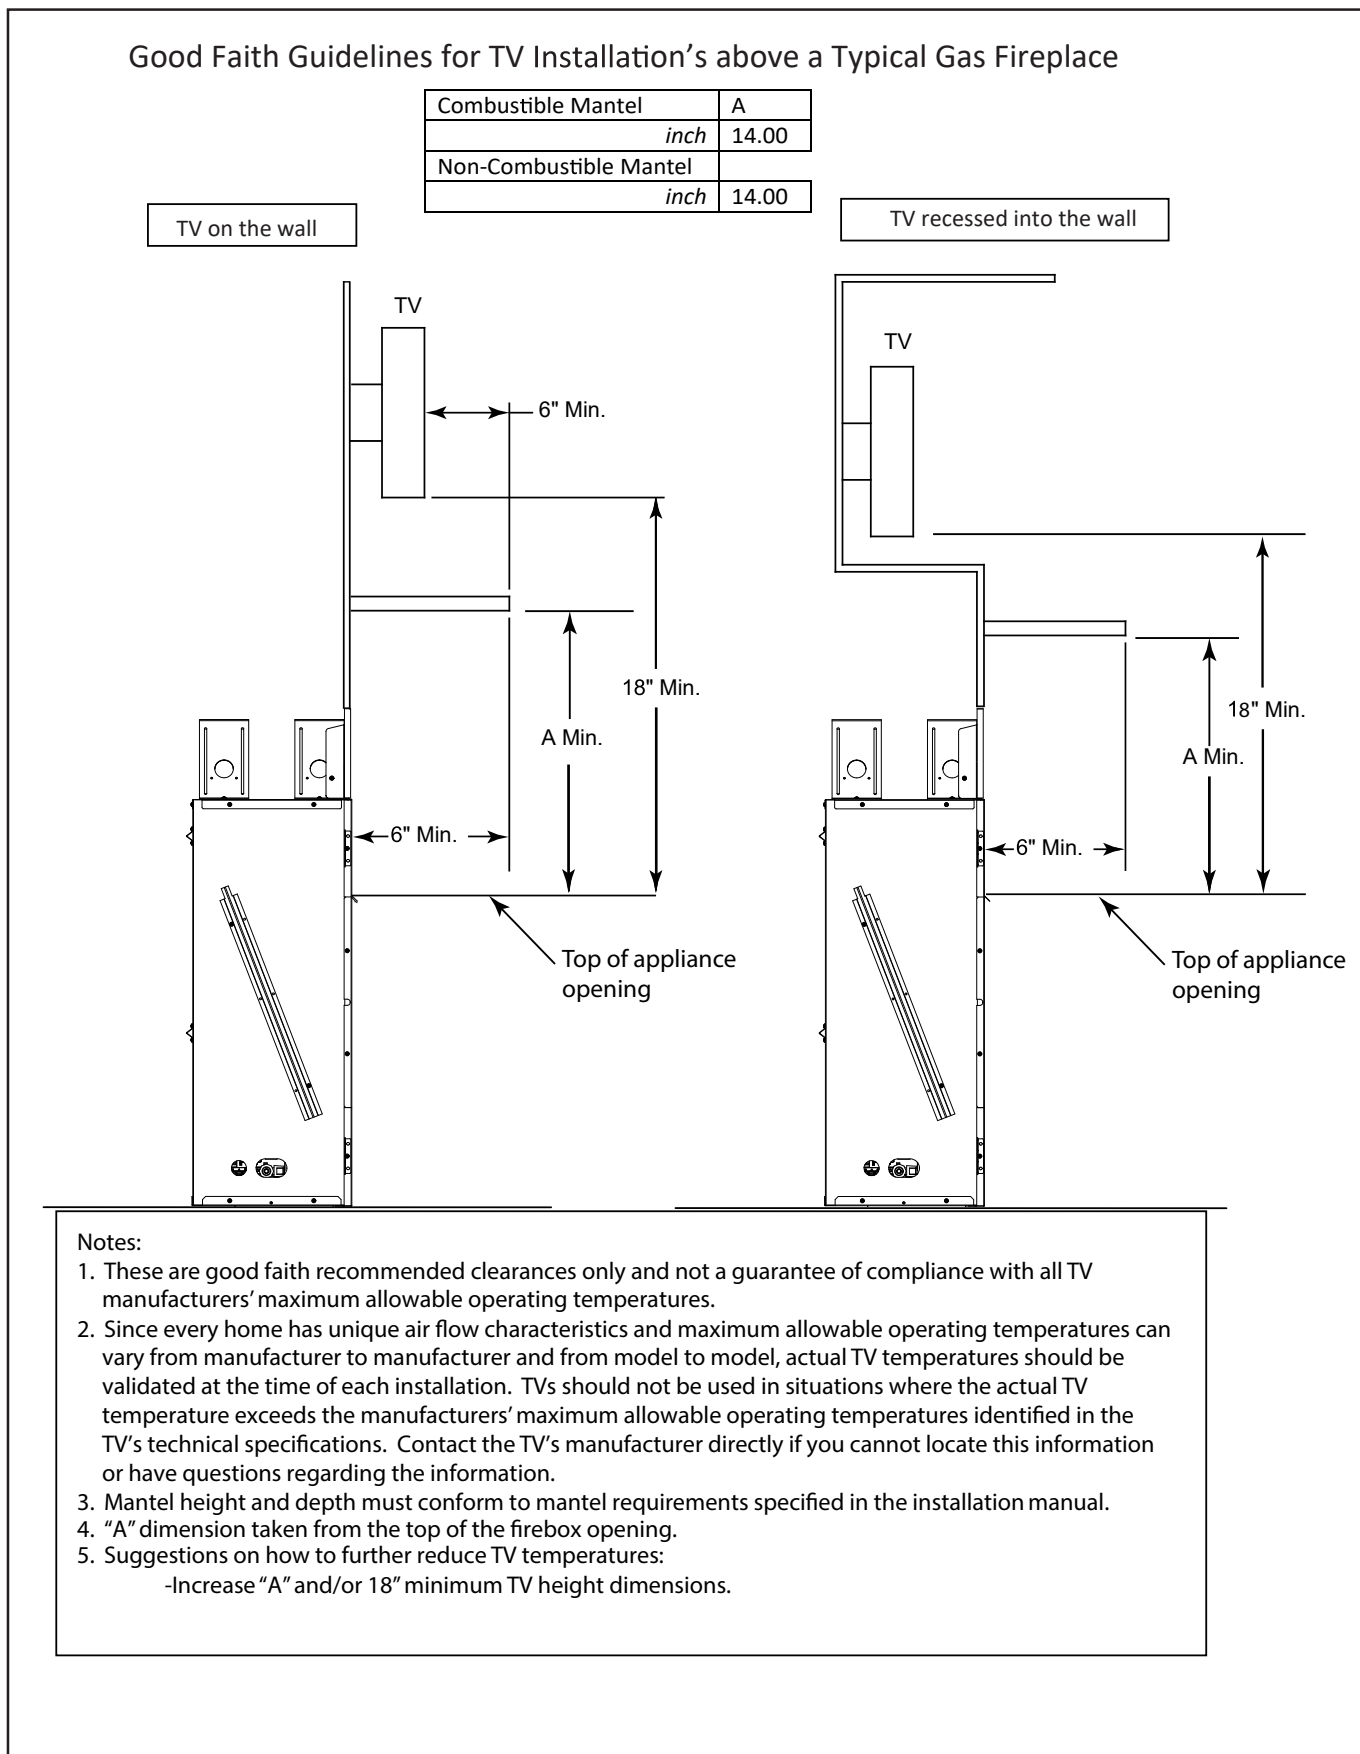 Good Faith Guidelines for TV Installation's above a Typical Gas Fireplace
Combustible Mantel A
inch 14.00
Non-Combustible Mantel
inch 14.00
TV on the wall
TV recessed into the wall
TV
6" Min.
18" Min.
A Min.
6" Min.
Top of appliance
opening
TV
18" Min.
A Min.
6" Min.
Top of appliance
opening
Notes:
1. These are good faith recommended clearances only and not a guarantee of compliance with all TV
manufacturers’ maximum allowable operating temperatures.
2. Since every home has unique air flow characteristics and maximum allowable operating temperatures can
vary from manufacturer to manufacturer and from model to model, actual TV temperatures should be
validated at the time of each installation. TVs should not be used in situations where the actual TV
temperature exceeds the manufacturers’ maximum allowable operating temperatures identified in the
TV’s technical specifications. Contact the TV’s manufacturer directly if you cannot locate this information
or have questions regarding the information.
3. Mantel height and depth must conform to mantel requirements specified in the installation manual.
4. “A” dimension taken from the top of the firebox opening.
5. Suggestions on how to further reduce TV temperatures:
-Increase “A” and/or 18” minimum TV height dimensions.